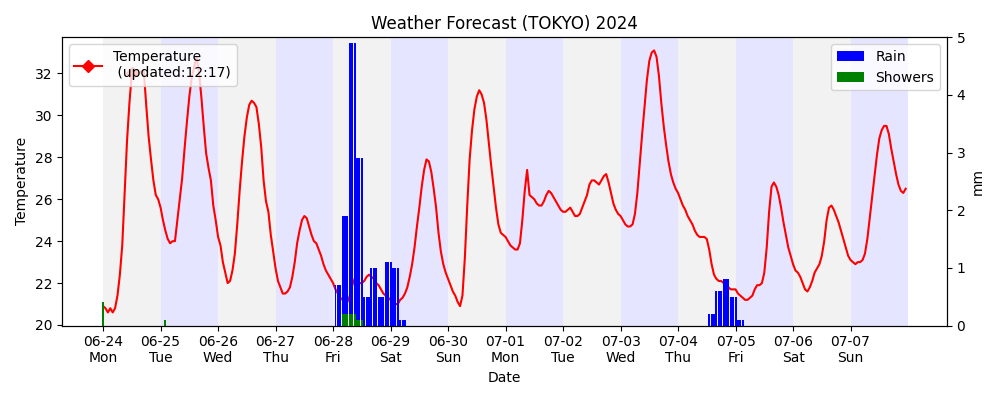 Weather Forecast (TOKYO) 2024
Temperature
(updated:12:17)
Rain
Showers
Temperature
32
30
28
26
24
22
20
5
4
3
2
1
0
mm
06-24 06-25 06-26 06-27 06-28 06-29 06-30 07-01 07-02 07-03 07-04 07-05 07-06 07-07
Mon Tue Wed Thu Fri Sat Sun Mon Tue Wed Thu Fri Sat Sun
Date